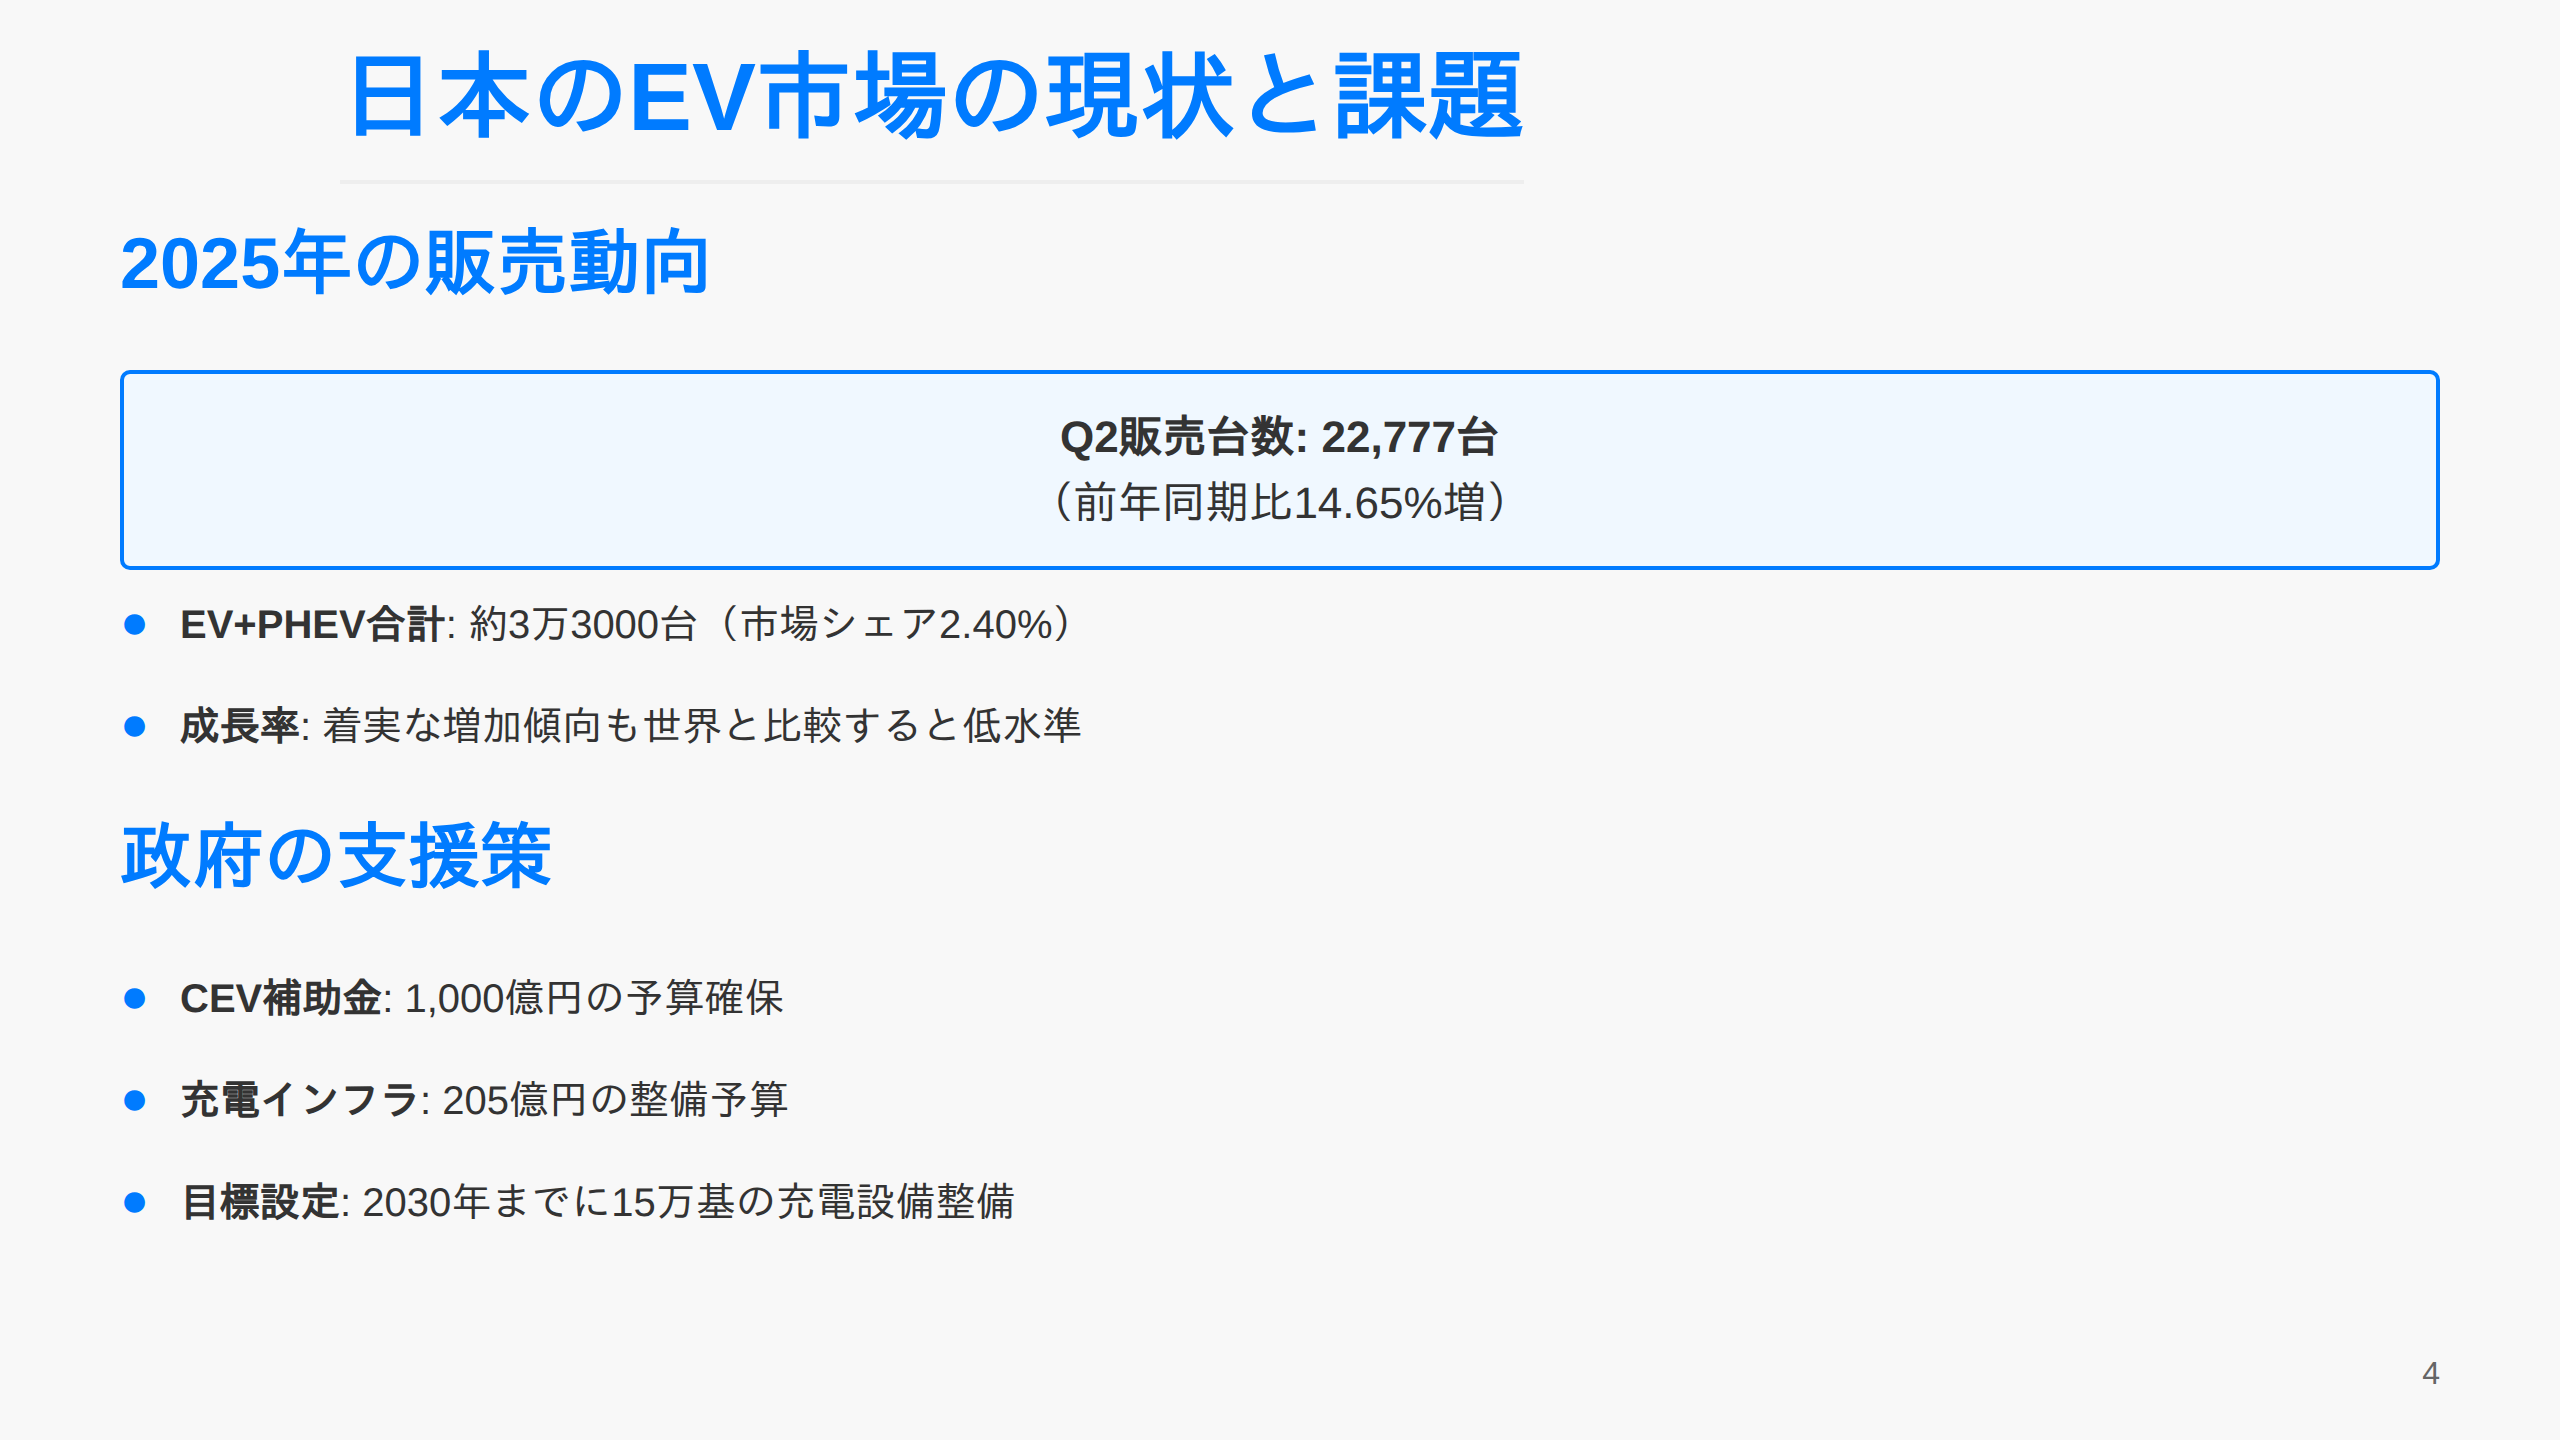 日本のEV市場の現状と課題
2025年の販売動向
Q2販売台数: 22,777台
（前年同期比14.65%増）
● EV+PHEV合計: 約3万3000台（市場シェア2.40%）
● 成長率: 着実な増加傾向も世界と比較すると低水準
政府の支援策
● CEV補助金: 1,000億円の予算確保
● 充電インフラ: 205億円の整備予算
● 目標設定: 2030年までに15万基の充電設備整備
4